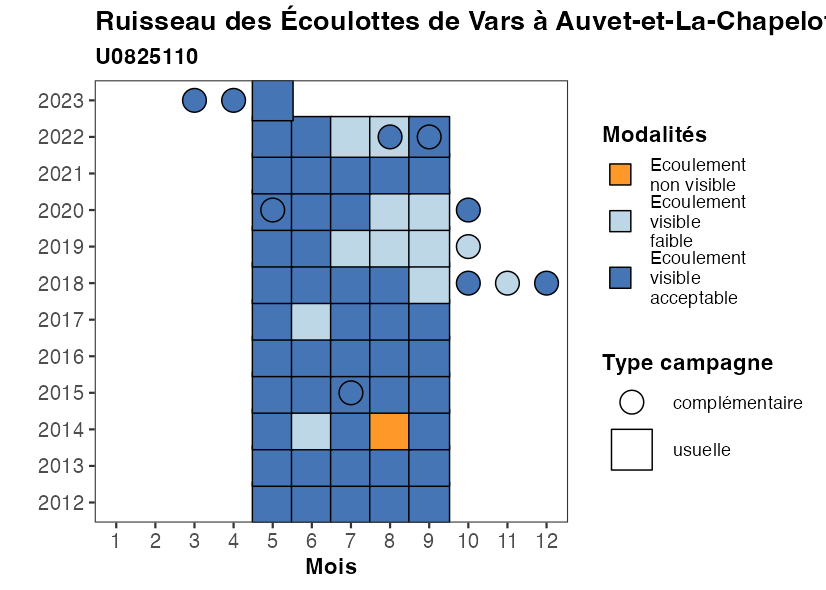 Ruisseau des Écoulottes de Vars à Auvet-et-La-Chapelo
U0825110
2023
2022
2021
2020
2019
2018
2017
2016
2015
2014
2013
2012
1 2 3 4 5 6 7 8 9 10 11 12
Mois
Modalités
Ecoulement
non visible
Ecoulement
visible
faible
Ecoulement
visible
acceptable
Type campagne
complémentaire
usuelle